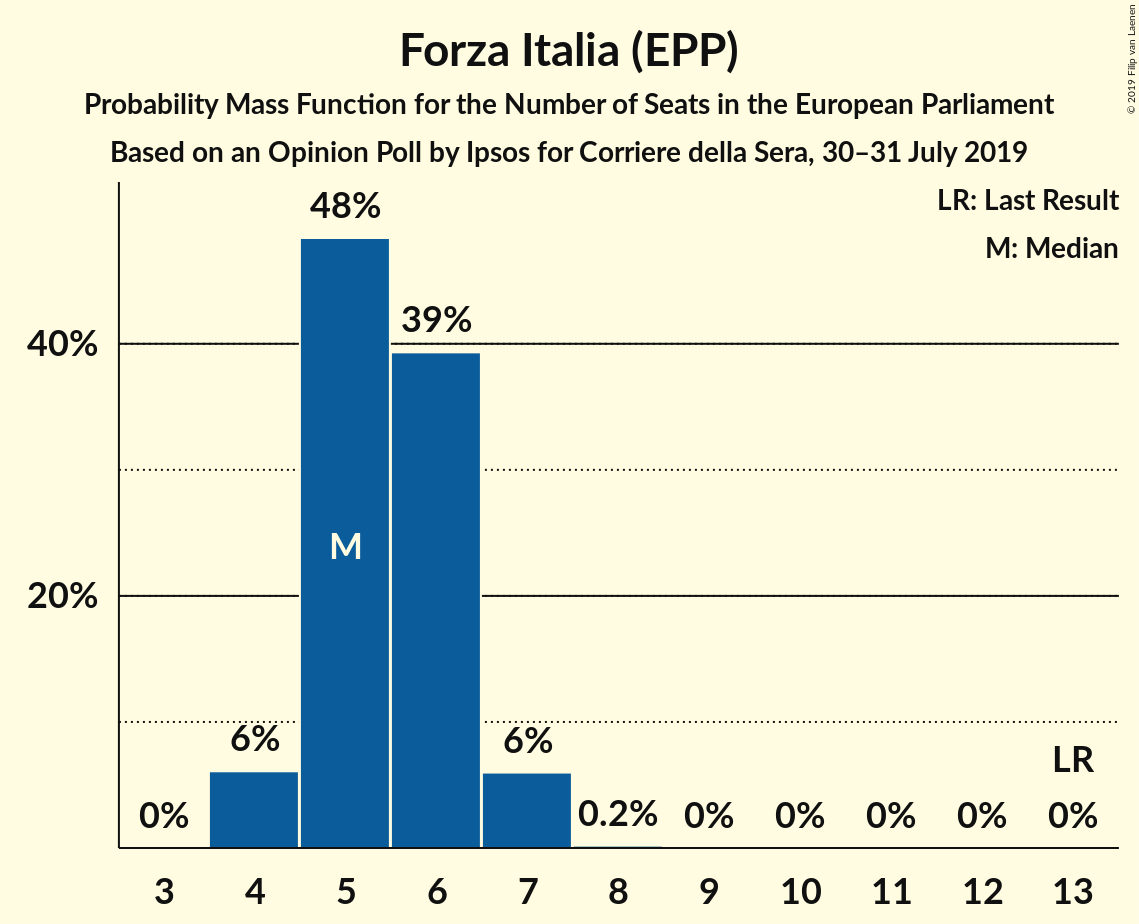 Forza Italia (EPP)
Probability Mass Function for the Number of Seats in the European Parliament
Based on an Opinion Poll by Ipsos for Corriere della Sera, 30–31 July 2019
© 2019 Filip van Laenen
LR: Last Result
M: Median
48%
39%
40%
M
20%
6%
6%
LR
0%
0.2%
0%
0%
0%
0%
0%
3 4 5 6 7 8 9 10 11 12 13